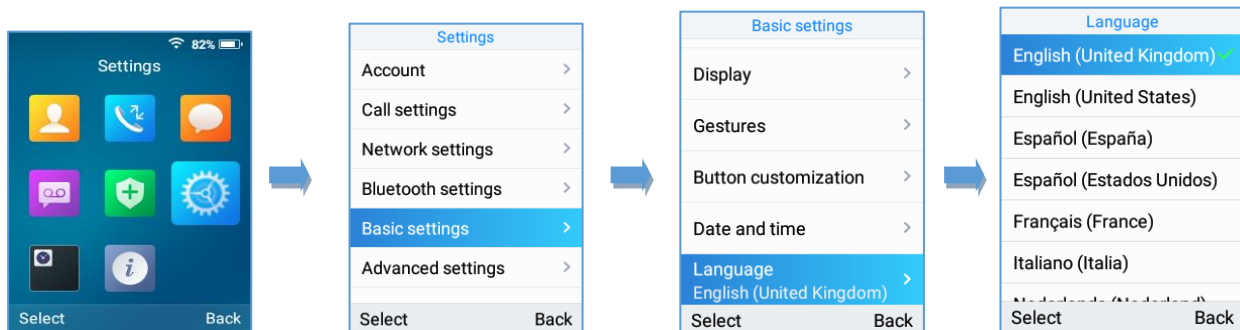 82%
Settings
Select Back
Settings
Account
Call settings
Network settings
Bluetooth settings
Basic settings
Advanced settings
Select Back
Basic settings
Display
Gestures
Button customization
Date and time
Language
English (United Kingdom)
Select Back
Language
English (United Kingdom)
English (United States)
Español (España)
Español (Estados Unidos)
Français (France)
Italiano (Italia)
Select Back